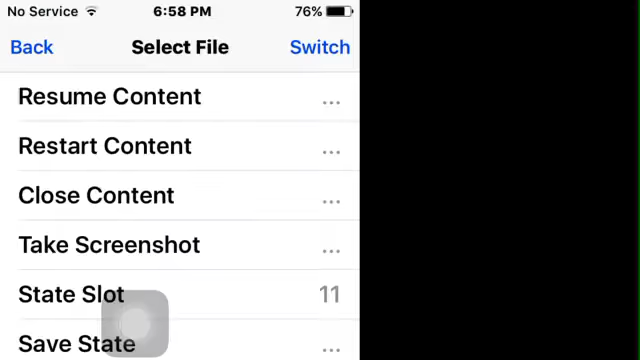 No Service 6:58 PM 76%
Back Select File Switch
Resume Content ...
Restart Content ...
Close Content ...
Take Screenshot ...
State Slot 11
Save State ...